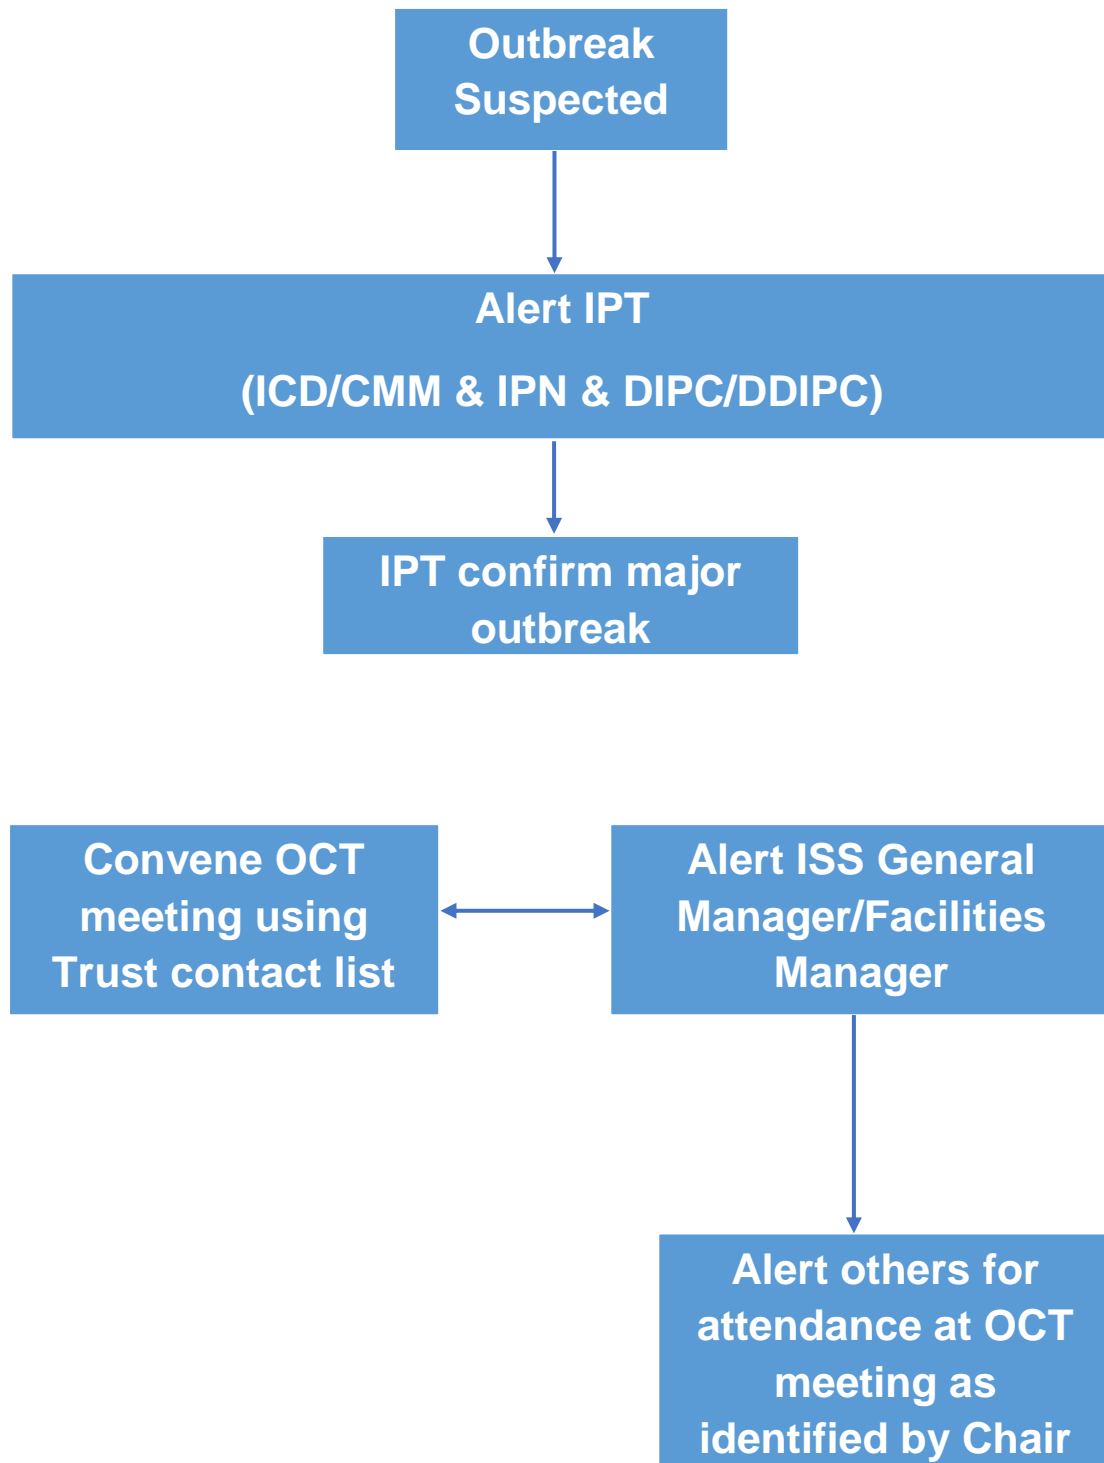 Outbreak
Suspected
Alert IPT
(ICD/CMM & IPN & DIPC/DDIPC)
IPT confirm major
outbreak
Convene OCT
meeting using
Trust contact list
Alert ISS General
Manager/Facilities
Manager
Alert others for
attendance at OCT
meeting as
identified by Chair